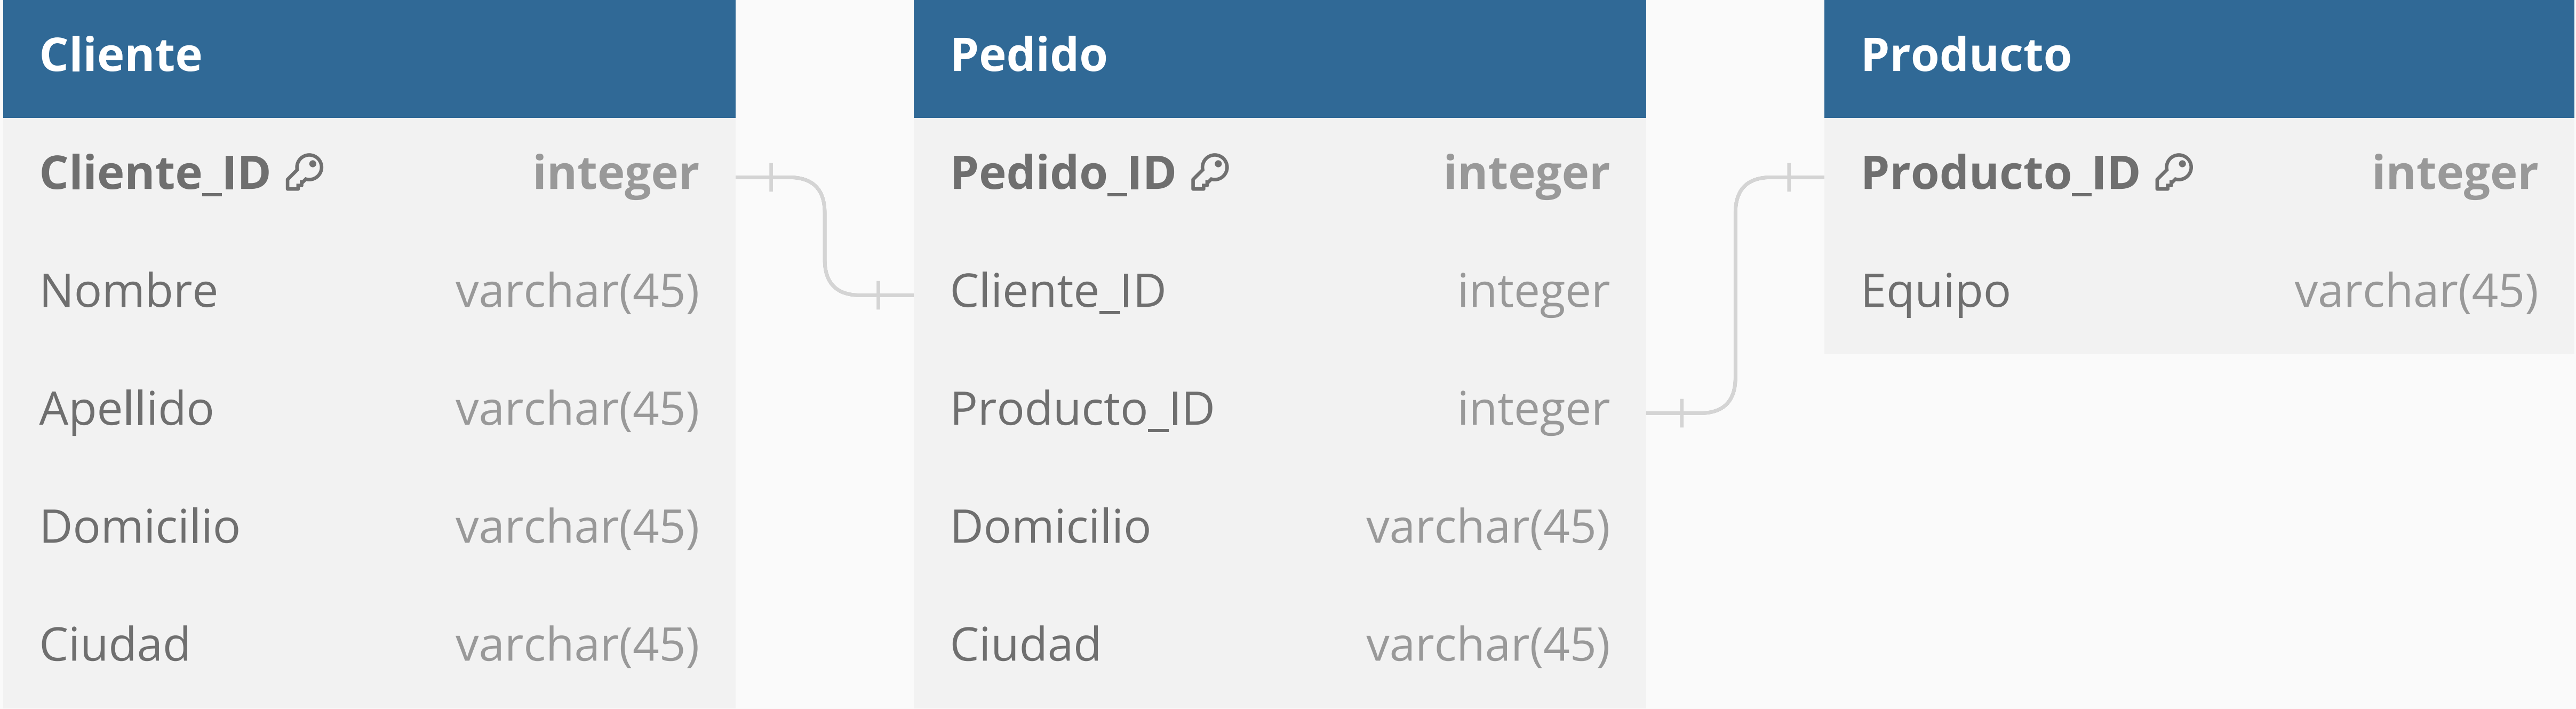 Cliente
Cliente_ID integer
Nombre varchar(45)
Apellido varchar(45)
Domicilio varchar(45)
Ciudad varchar(45)
Pedido
Pedido_ID integer
Cliente_ID integer
Producto_ID integer
Domicilio varchar(45)
Ciudad varchar(45)
Producto
Producto_ID integer
Equipo varchar(45)